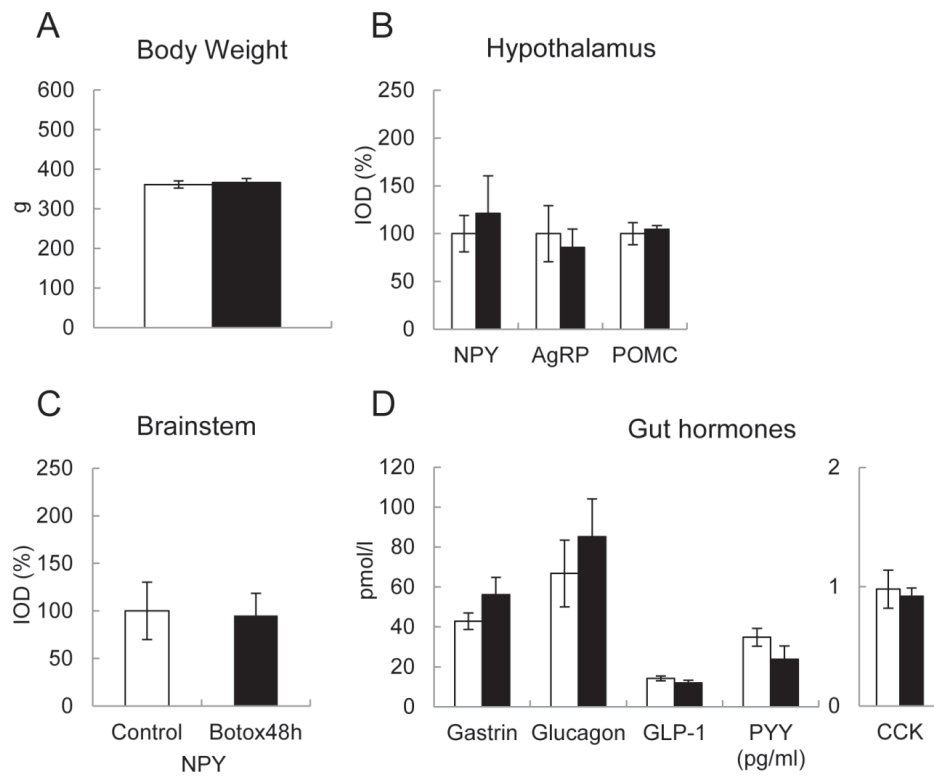 A
Body Weight
600
500
400
300
200
100
0
g
B
Hypothalamus
250
200
150
100
50
0
IOD (%)
NPY AgRP POMC
C
Brainstem
250
200
150
100
50
0
IOD (%)
Control Botox48h
NPY
D
Gut hormones
120
100
80
60
40
20
0
pmol/l
Gastrin Glucagon GLP-1 PYY
(pg/ml)
2
1
0
CCK